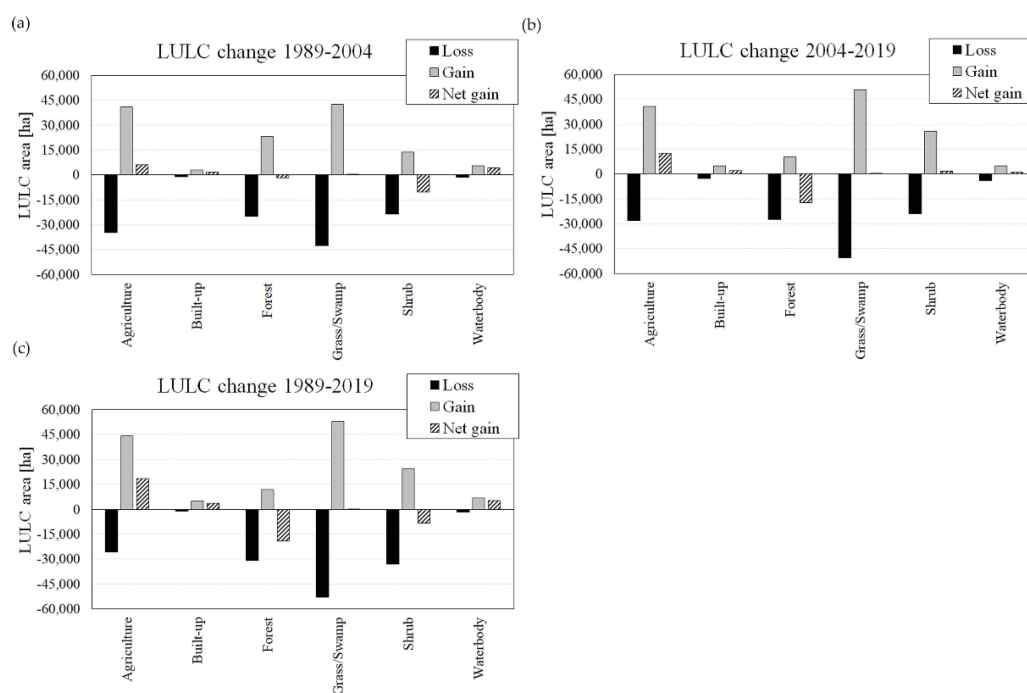 (a)
LULC change 1989-2004
Loss
Gain
Net gain
LULC area [ha]
60,000
45,000
30,000
15,000
0
-15,000
-30,000
-45,000
-60,000
Agriculture
Built-up
Forest
Grass/Swamp
Shrub
Waterbody
(b)
LULC change 2004-2019
Loss
Gain
Net gain
LULC area [ha]
60,000
45,000
30,000
15,000
0
-15,000
-30,000
-45,000
-60,000
Agriculture
Built-up
Forest
Grass/Swamp
Shrub
Waterbody
(c)
LULC change 1989-2019
Loss
Gain
Net gain
LULC area [ha]
60,000
45,000
30,000
15,000
0
-15,000
-30,000
-45,000
-60,000
Agriculture
Built-up
Forest
Grass/Swamp
Shrub
Waterbody